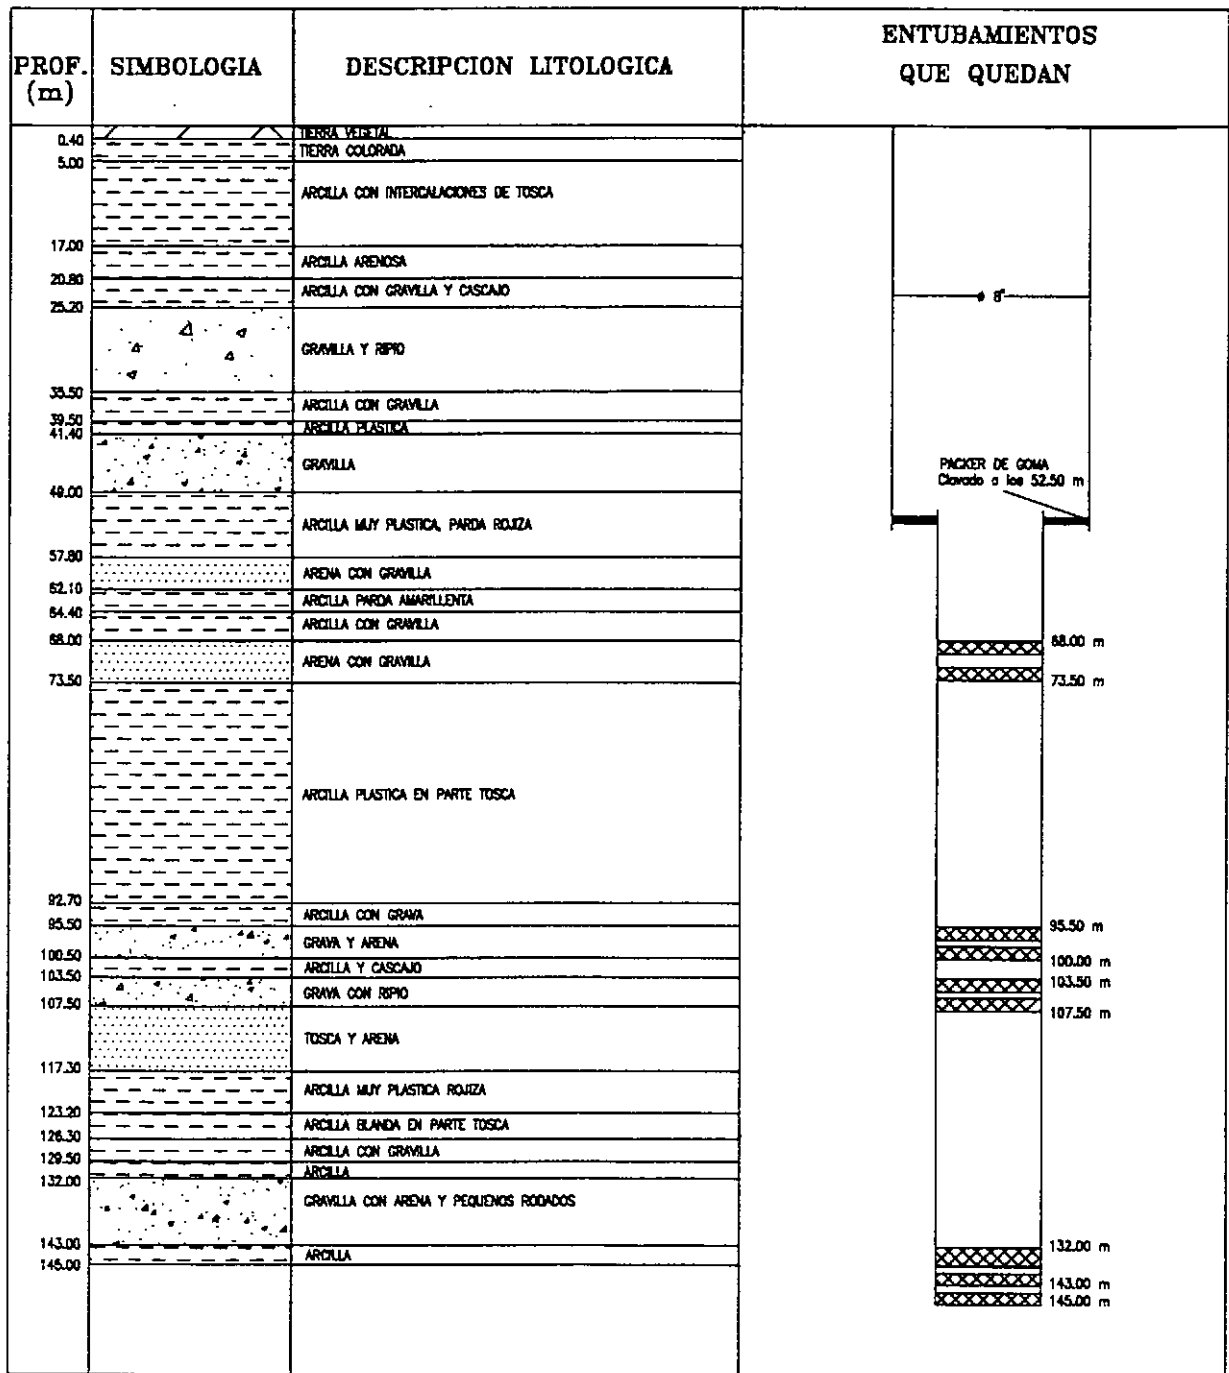 PROF. (m)
SIMBOLOGIA
DESCRIPCION LITOLOGICA
ENTUBAMIENTOS
QUE QUEDAN
TIERRA VEGETAL
0.40
TIERRA COLORADA
5.00
ARCILLA CON INTERCALACIONES DE TOSCA
17.00
ARCILLA ARENOSA
20.80
ARCILLA CON GRAVILLA Y CASCAJO
25.20
ø 8"
GRAVILLA Y RIPIO
35.50
ARCILLA CON GRAVILLA
39.50
ARCILLA PLASTICA
41.40
GRAVILLA
PACKER DE GOMA
Clavado a los 52.50 m
49.00
ARCILLA MUY PLASTICA, PARDA ROJIZA
57.80
ARENA CON GRAVILLA
62.10
ARCILLA PARDA AMARILLENTA
64.40
ARCILLA CON GRAVILLA
68.00
68.00 m
ARENA CON GRAVILLA
73.50
73.50 m
ARCILLA PLASTICA EN PARTE TOSCA
92.70
ARCILLA CON GRAVA
95.50
95.50 m
GRAVA Y ARENA
100.50
100.00 m
ARCILLA Y CASCAJO
103.50
103.50 m
GRAVA CON RIPIO
107.50
107.50 m
TOSCA Y ARENA
117.30
ARCILLA MUY PLASTICA ROJIZA
123.20
ARCILLA BLANDA EN PARTE TOSCA
126.30
ARCILLA CON GRAVILLA
129.50
ARCILLA
132.00
GRAVILLA CON ARENA Y PEQUENOS RODADOS
143.00
132.00 m
ARCILLA
145.00
143.00 m
145.00 m